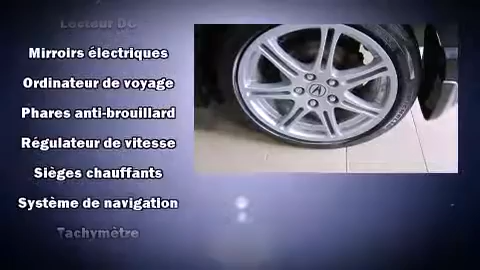 Lecteur DC
Mirroirs électriques
Ordinateur de voyage
Phares anti-brouillard
Régulateur de vitesse
Sièges chauffants
Système de navigation
Tachymètre